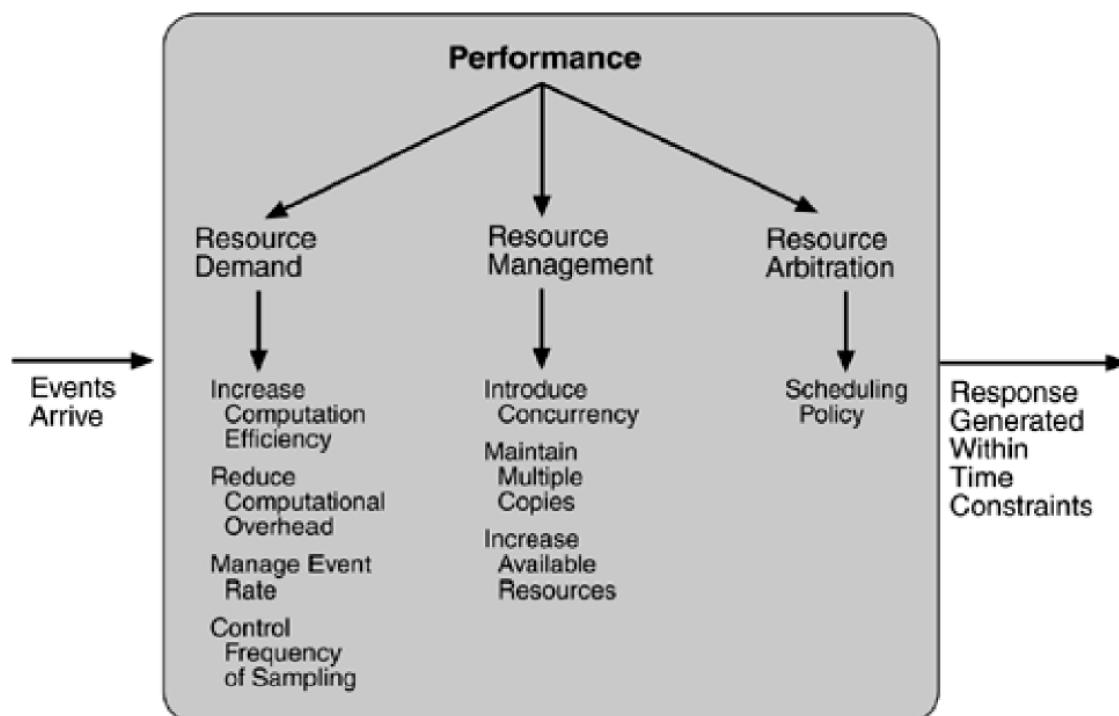 Performance
Resource
Demand
Resource
Management
Resource
Arbitration
Events
Arrive
Increase
Computation
Efficiency
Reduce
Computational
Overhead
Manage Event
Rate
Control
Frequency
of Sampling
Introduce
Concurrency
Maintain
Multiple
Copies
Increase
Available
Resources
Scheduling
Policy
Response
Generated
Within
Time
Constraints